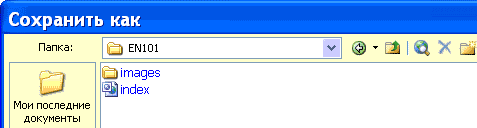 Сохранить как
Папка: EN101
images
index
Мои последние
документы